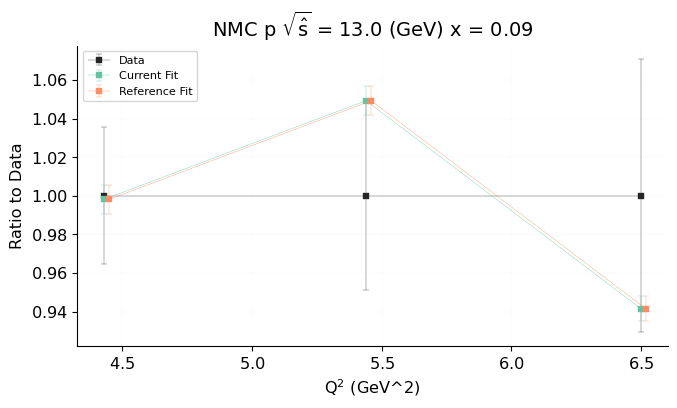 NMC p √ŝ = 13.0 (GeV) x = 0.09
Data
Current Fit
Reference Fit
Ratio to Data
1.06
1.04
1.02
1.00
0.98
0.96
0.94
4.5 5.0 5.5 6.0 6.5
Q² (GeV^2)